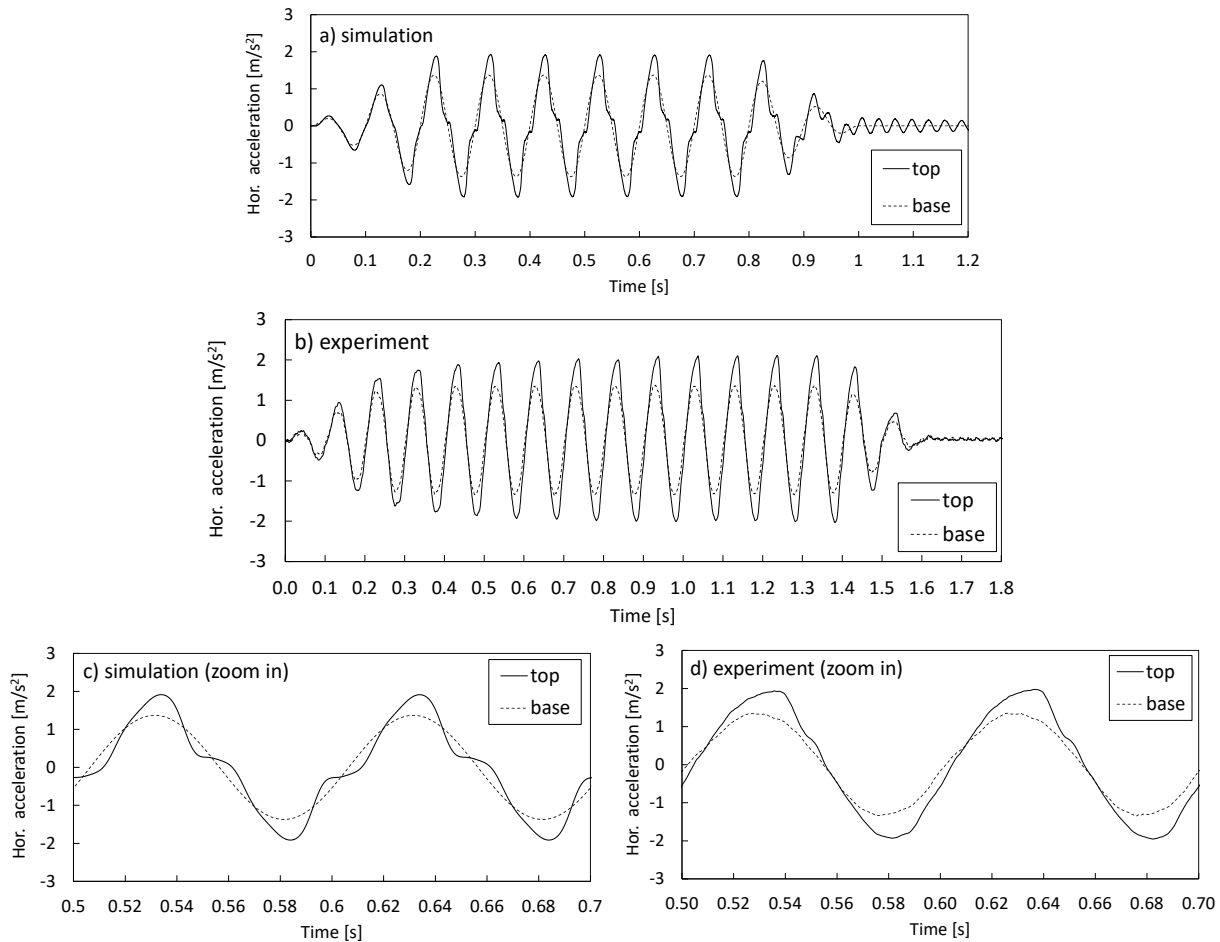 a) simulation
Hor. acceleration [m/s²]
3
2
1
0
-1
-2
-3
top
base
0 0.1 0.2 0.3 0.4 0.5 0.6 0.7 0.8 0.9 1 1.1 1.2
Time [s]
b) experiment
Hor. acceleration [m/s²]
3
2
1
0
-1
-2
-3
top
base
0.0 0.1 0.2 0.3 0.4 0.5 0.6 0.7 0.8 0.9 1.0 1.1 1.2 1.3 1.4 1.5 1.6 1.7 1.8
Time [s]
c) simulation (zoom in)
Hor. acceleration [m/s²]
3
2
1
0
-1
-2
-3
top
base
0.5 0.52 0.54 0.56 0.58 0.6 0.62 0.64 0.66 0.68 0.7
Time [s]
d) experiment (zoom in)
Hor. acceleration [m/s²]
3
2
1
0
-1
-2
-3
top
base
0.50 0.52 0.54 0.56 0.58 0.60 0.62 0.64 0.66 0.68 0.70
Time [s]